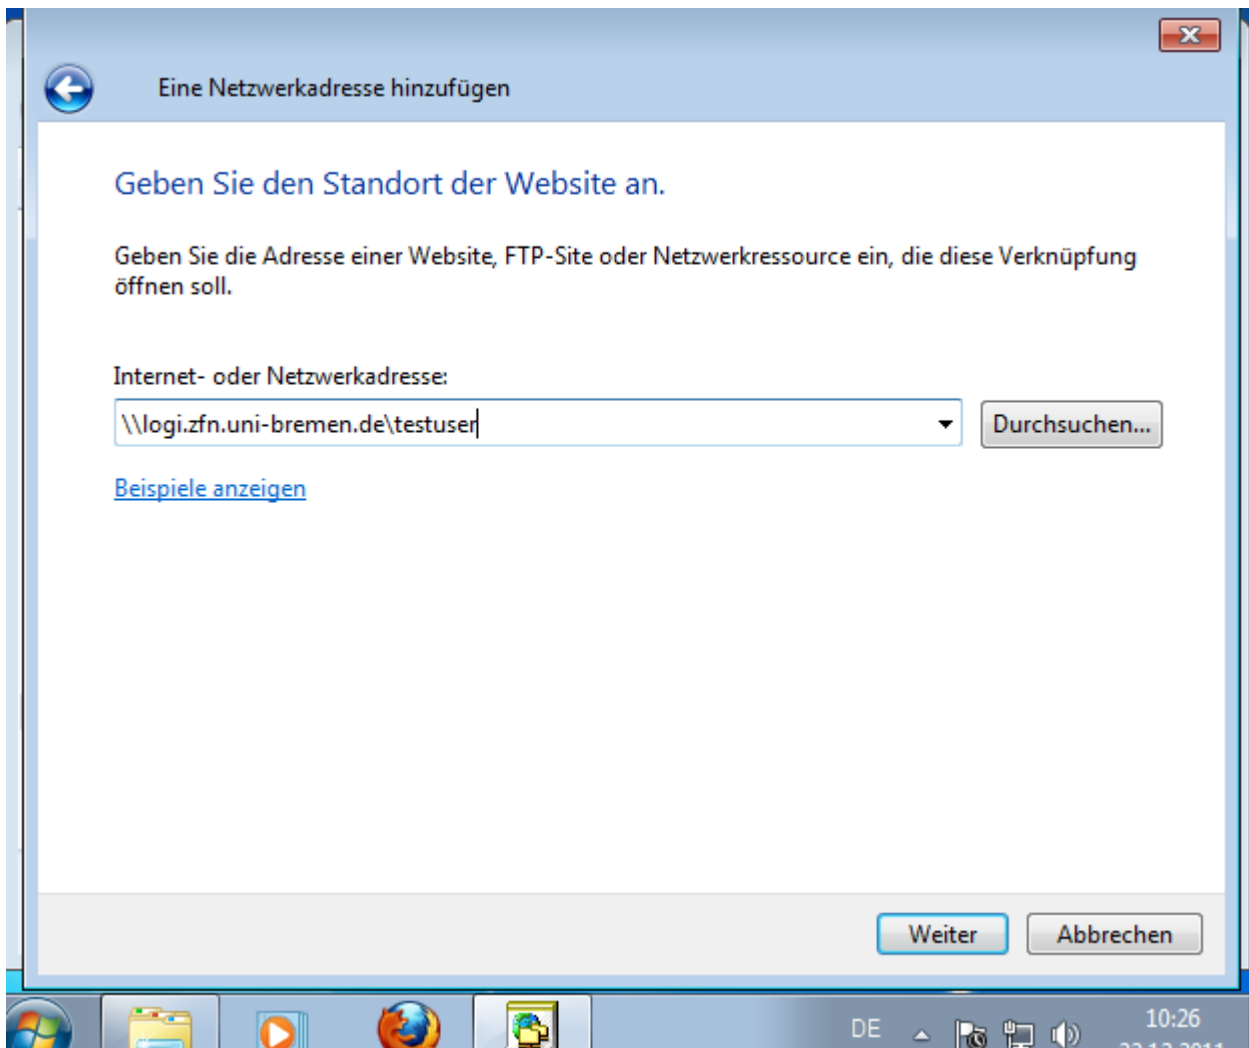 Eine Netzwerkadresse hinzufügen
Geben Sie den Standort der Website an.
Geben Sie die Adresse einer Website, FTP-Site oder Netzwerkressource ein, die diese Verknüpfung
öffnen soll.
Internet- oder Netzwerkadresse:
\\logi.zfn.uni-bremen.de\testuser
Durchsuchen...
Beispiele anzeigen
Weiter
Abbrechen
DE
10:26